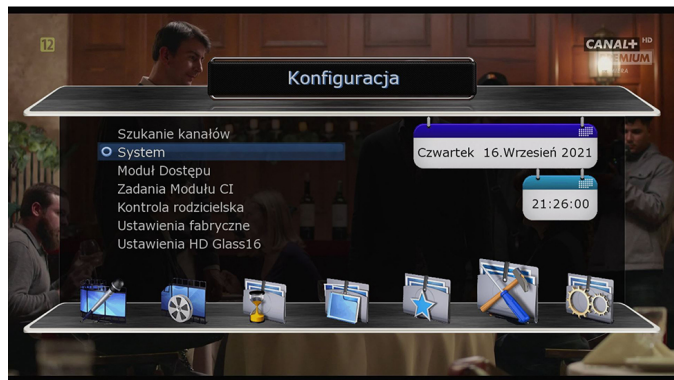 12
CANAL+ HD
PREMIUM
Konfiguracja
Szukanie kanałów
System
Moduł Dostępu
Zadania Modułu CI
Kontrola rodzicielska
Ustawienia fabryczne
Ustawienia HD Glass16
Czwartek 16.Wrzesień 2021
21:26:00